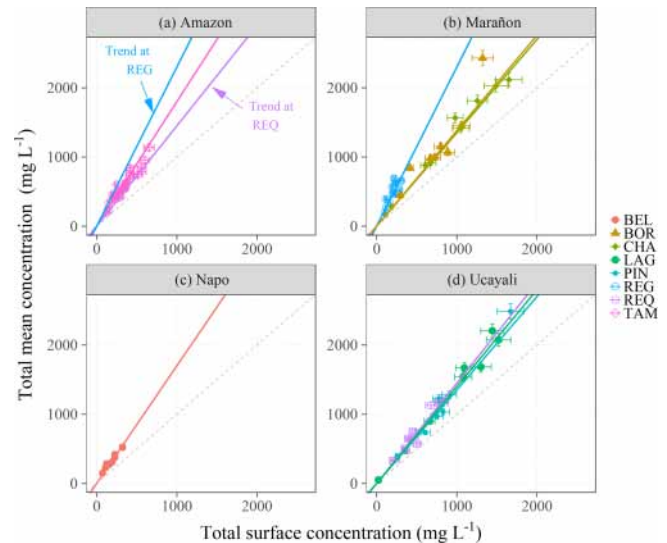 (a) Amazon
(b) Marañon
Trend at
REG
Trend at
REQ
2000
1000
0
0
1000
2000
0
1000
2000
(c) Napo
(d) Ucayali
2000
1000
0
0
1000
2000
0
1000
2000
Total mean concentration (mg L⁻¹)
Total surface concentration (mg L⁻¹)
BEL
BOR
CHA
LAG
PIN
REG
REQ
TAM